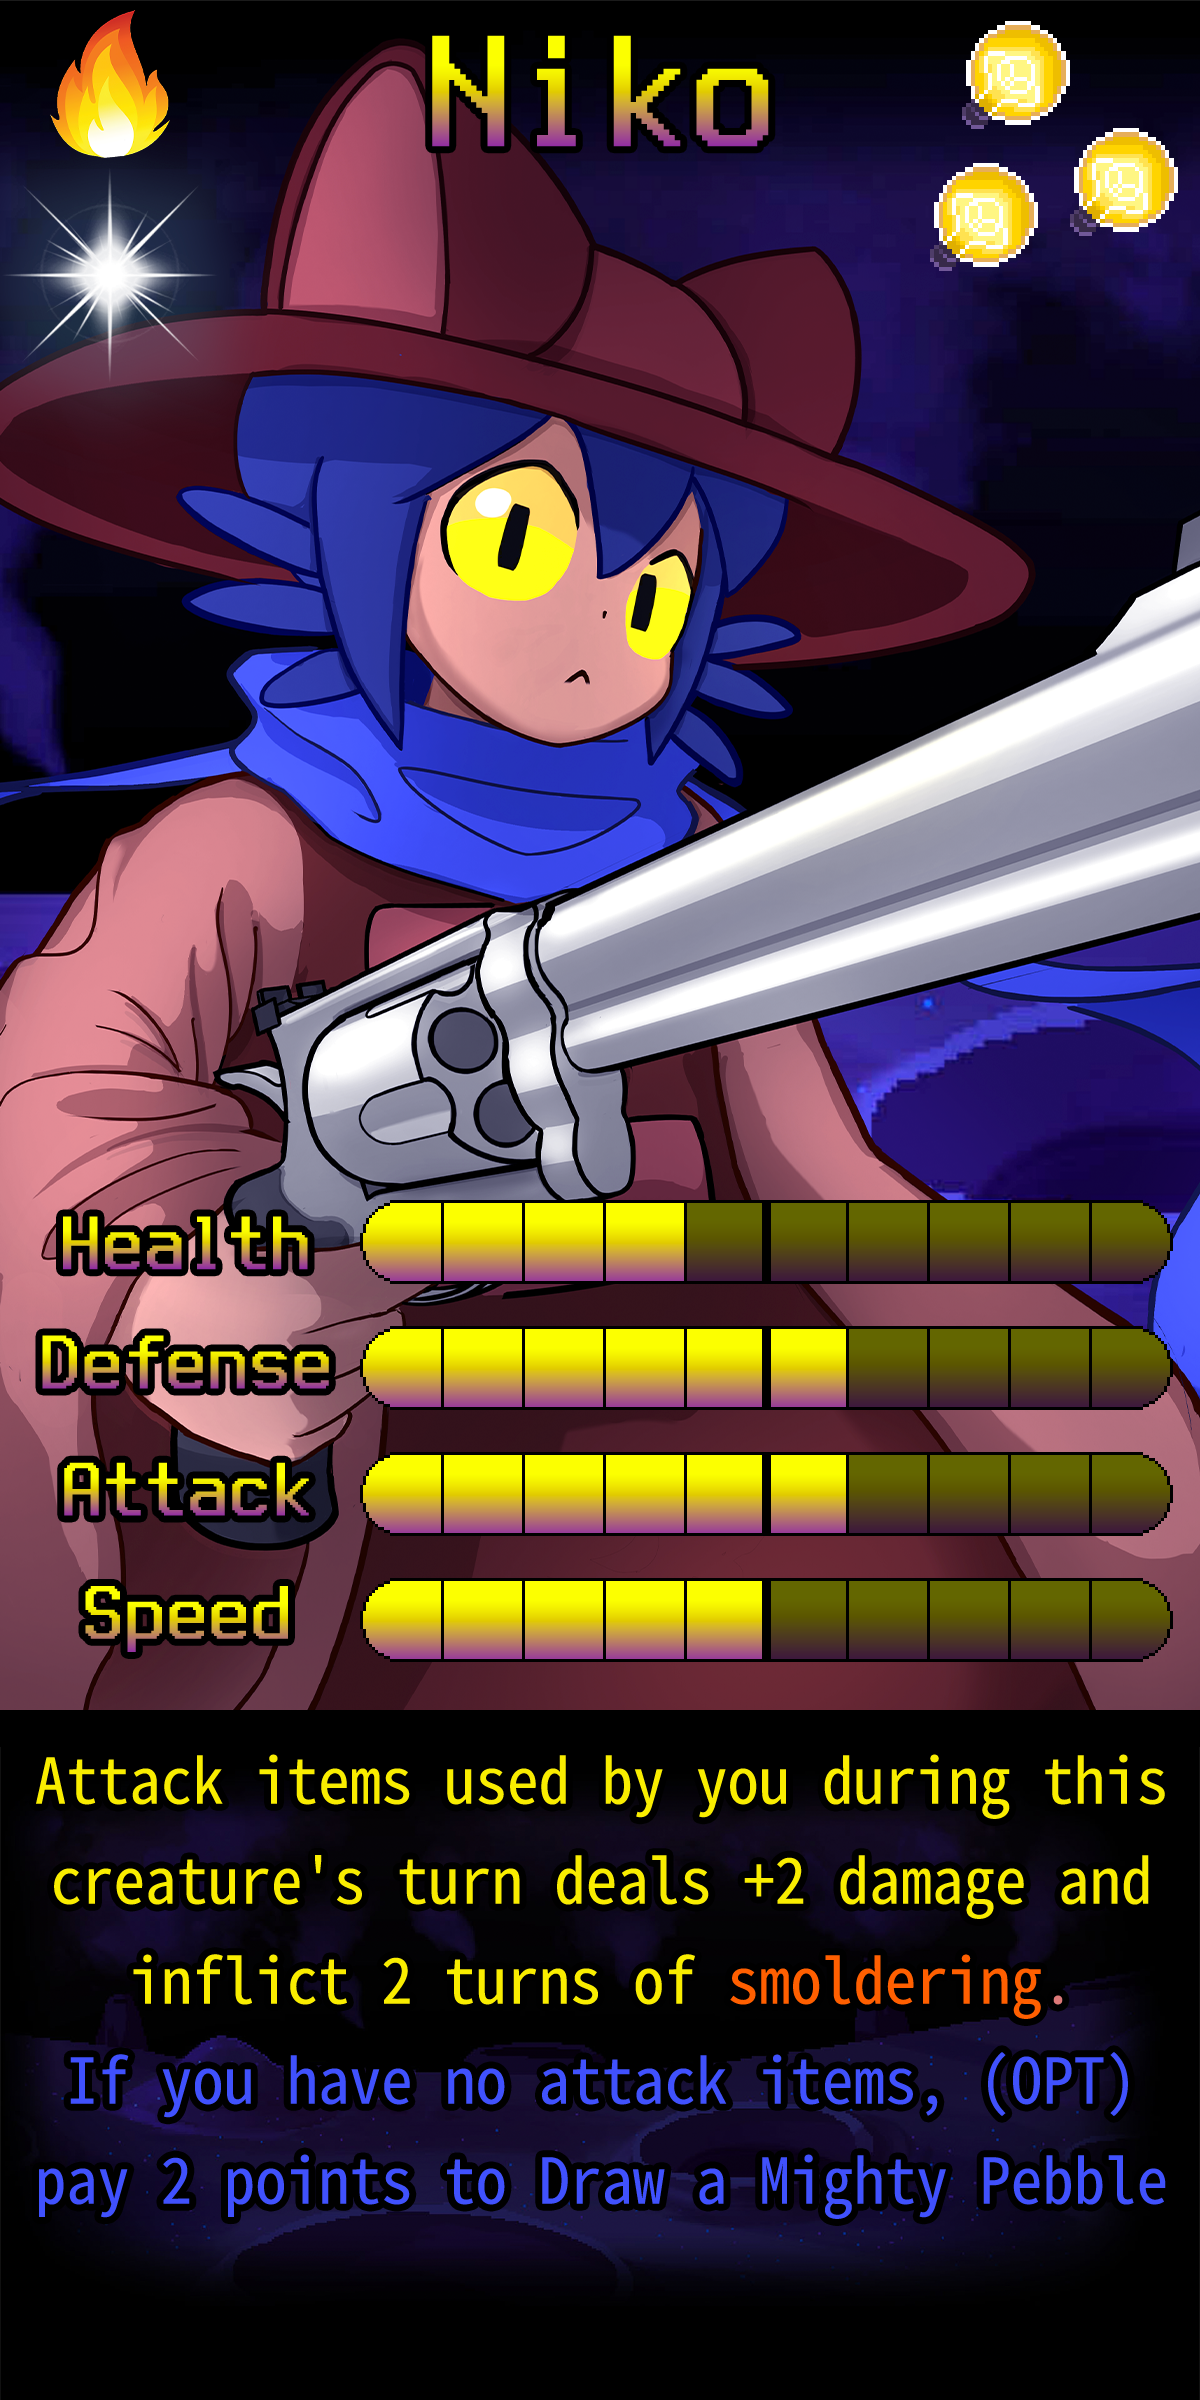 Niko
Health
Defense
Attack
Speed
Attack items used by you during this
creature's turn deals +2 damage and
inflict 2 turns of smoldering.
If you have no attack items, (OPT)
pay 2 points to Draw a Mighty Pebble